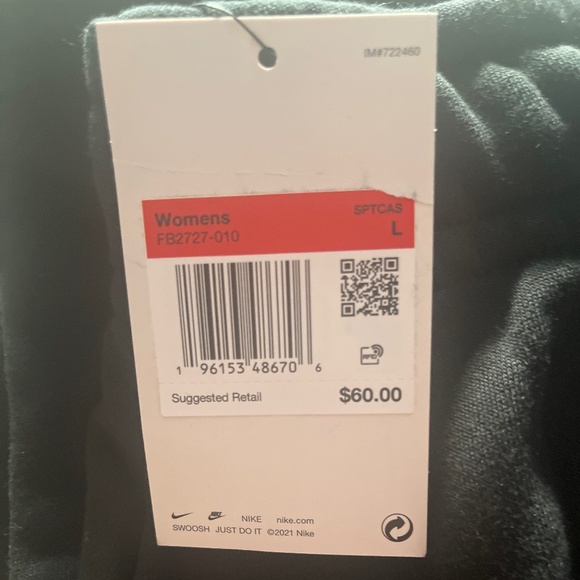 IM#722460
Womens SPTCAS
FB2727-010 L
1 96153 48670 6
RFID
Suggested Retail $60.00
NIKE nike.com
SWOOSH JUST DO IT ©2021 Nike